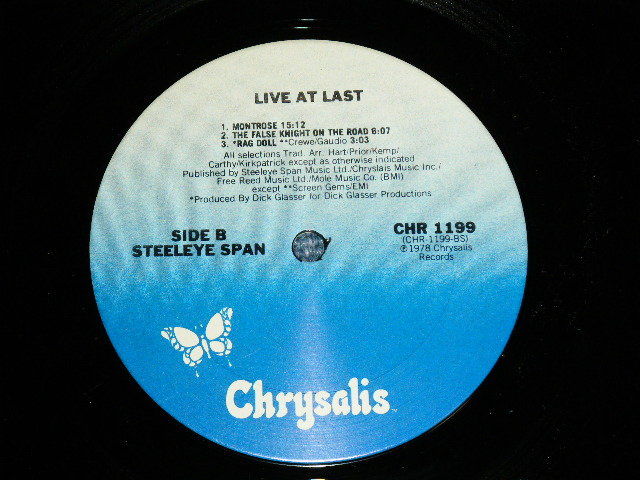 LIVE AT LAST
1. MONTROSE 15:12
2. THE FALSE KNIGHT ON THE ROAD 8:07
3. *RAG DOLL **Crewe/Gaudio 3:03
All selections Trad. Arr. Hart/Prior/Kemp/
Carthy/Kirkpatrick except as otherwise indicated
Published by Steeleye Span Music Ltd./Chryslais Music Inc./
Free Reed Music Ltd./Mole Music Co. (BMI)
except **Screen Gems/EMI
*Produced By Dick Glasser for Dick Glasser Productions
SIDE B
STEELEYE SPAN
CHR 1199
(CHR-1199-BS)
℗1978 Chrysalis
Records
Chrysalis™